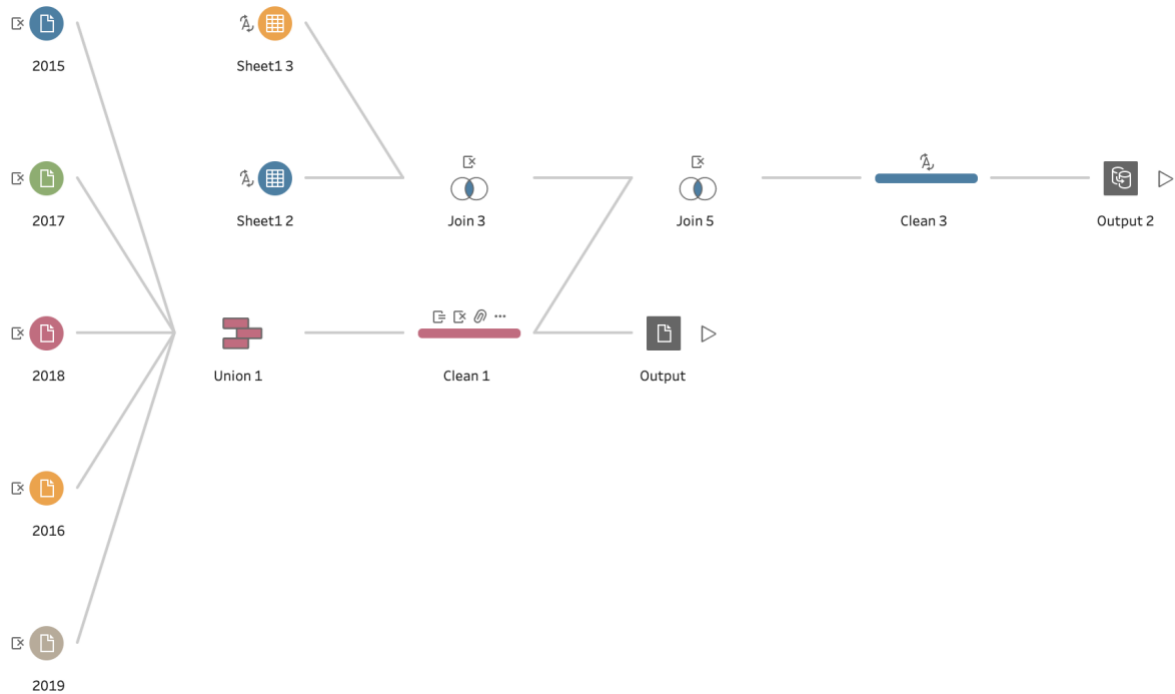 2015
Sheet1 3
2017
Sheet1 2
Join 3
Join 5
Clean 3
Output 2
2018
Union 1
Clean 1
Output
2016
2019